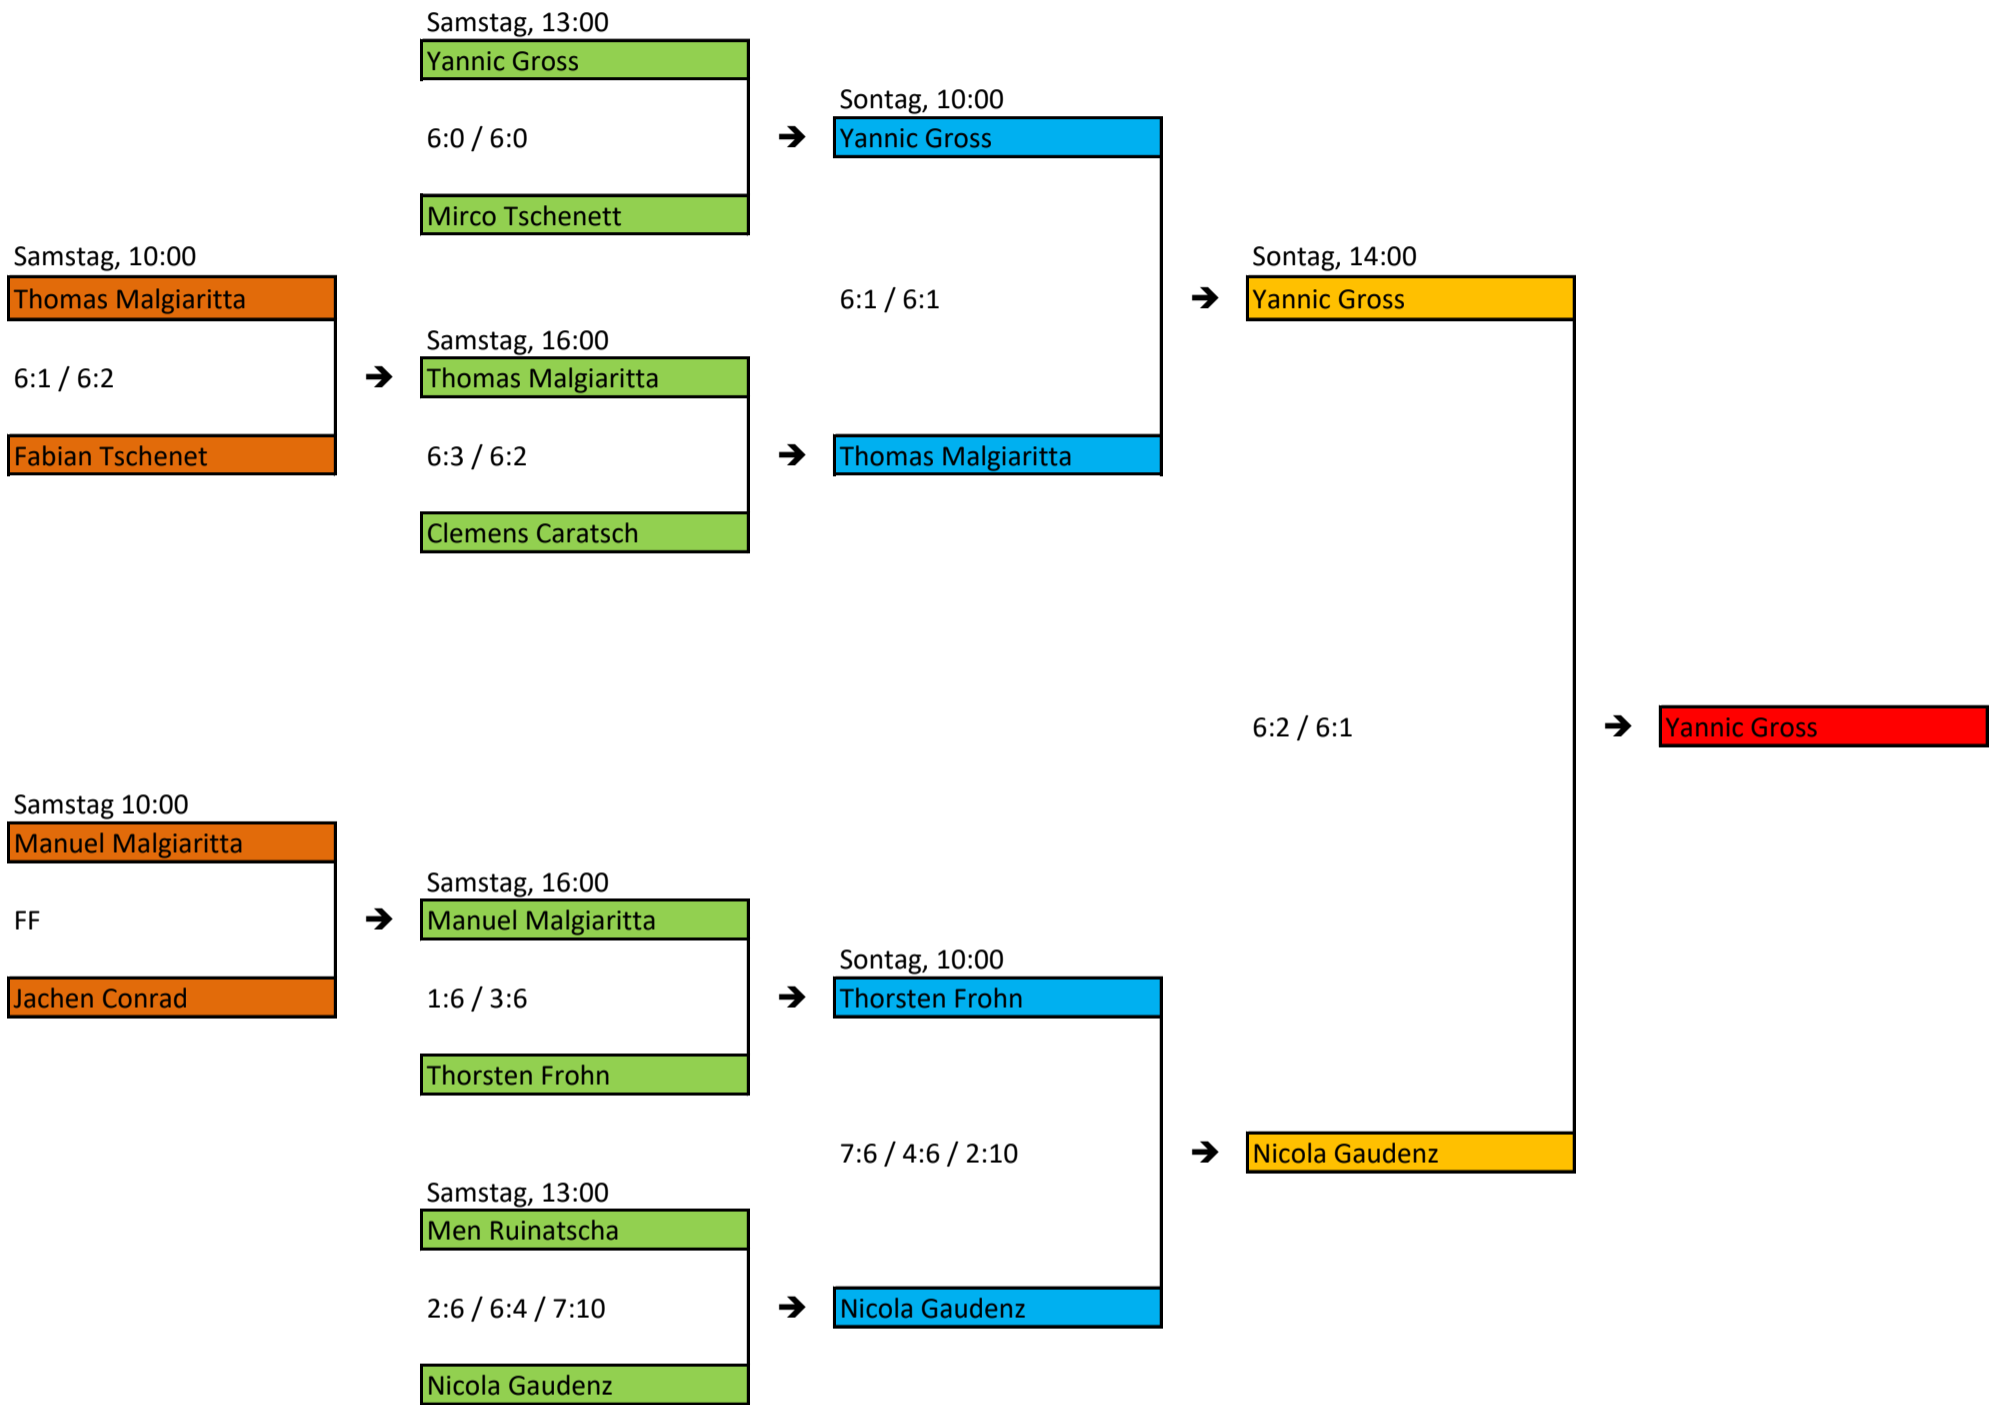 Samstag, 13:00
Yannic Gross
6:0 / 6:0
Mirco Tschenett
Sontag, 10:00
Yannic Gross
6:1 / 6:1
Thomas Malgiaritta
Samstag, 10:00
Thomas Malgiaritta
6:1 / 6:2
Fabian Tschenet
Samstag, 16:00
Thomas Malgiaritta
6:3 / 6:2
Clemens Caratsch
Sontag, 14:00
Yannic Gross
6:2 / 6:1
Yannic Gross
Samstag 10:00
Manuel Malgiaritta
FF
Jachen Conrad
Samstag, 16:00
Manuel Malgiaritta
1:6 / 3:6
Thorsten Frohn
Sontag, 10:00
Thorsten Frohn
7:6 / 4:6 / 2:10
Nicola Gaudenz
Nicola Gaudenz
Samstag, 13:00
Men Ruinatscha
2:6 / 6:4 / 7:10
Nicola Gaudenz